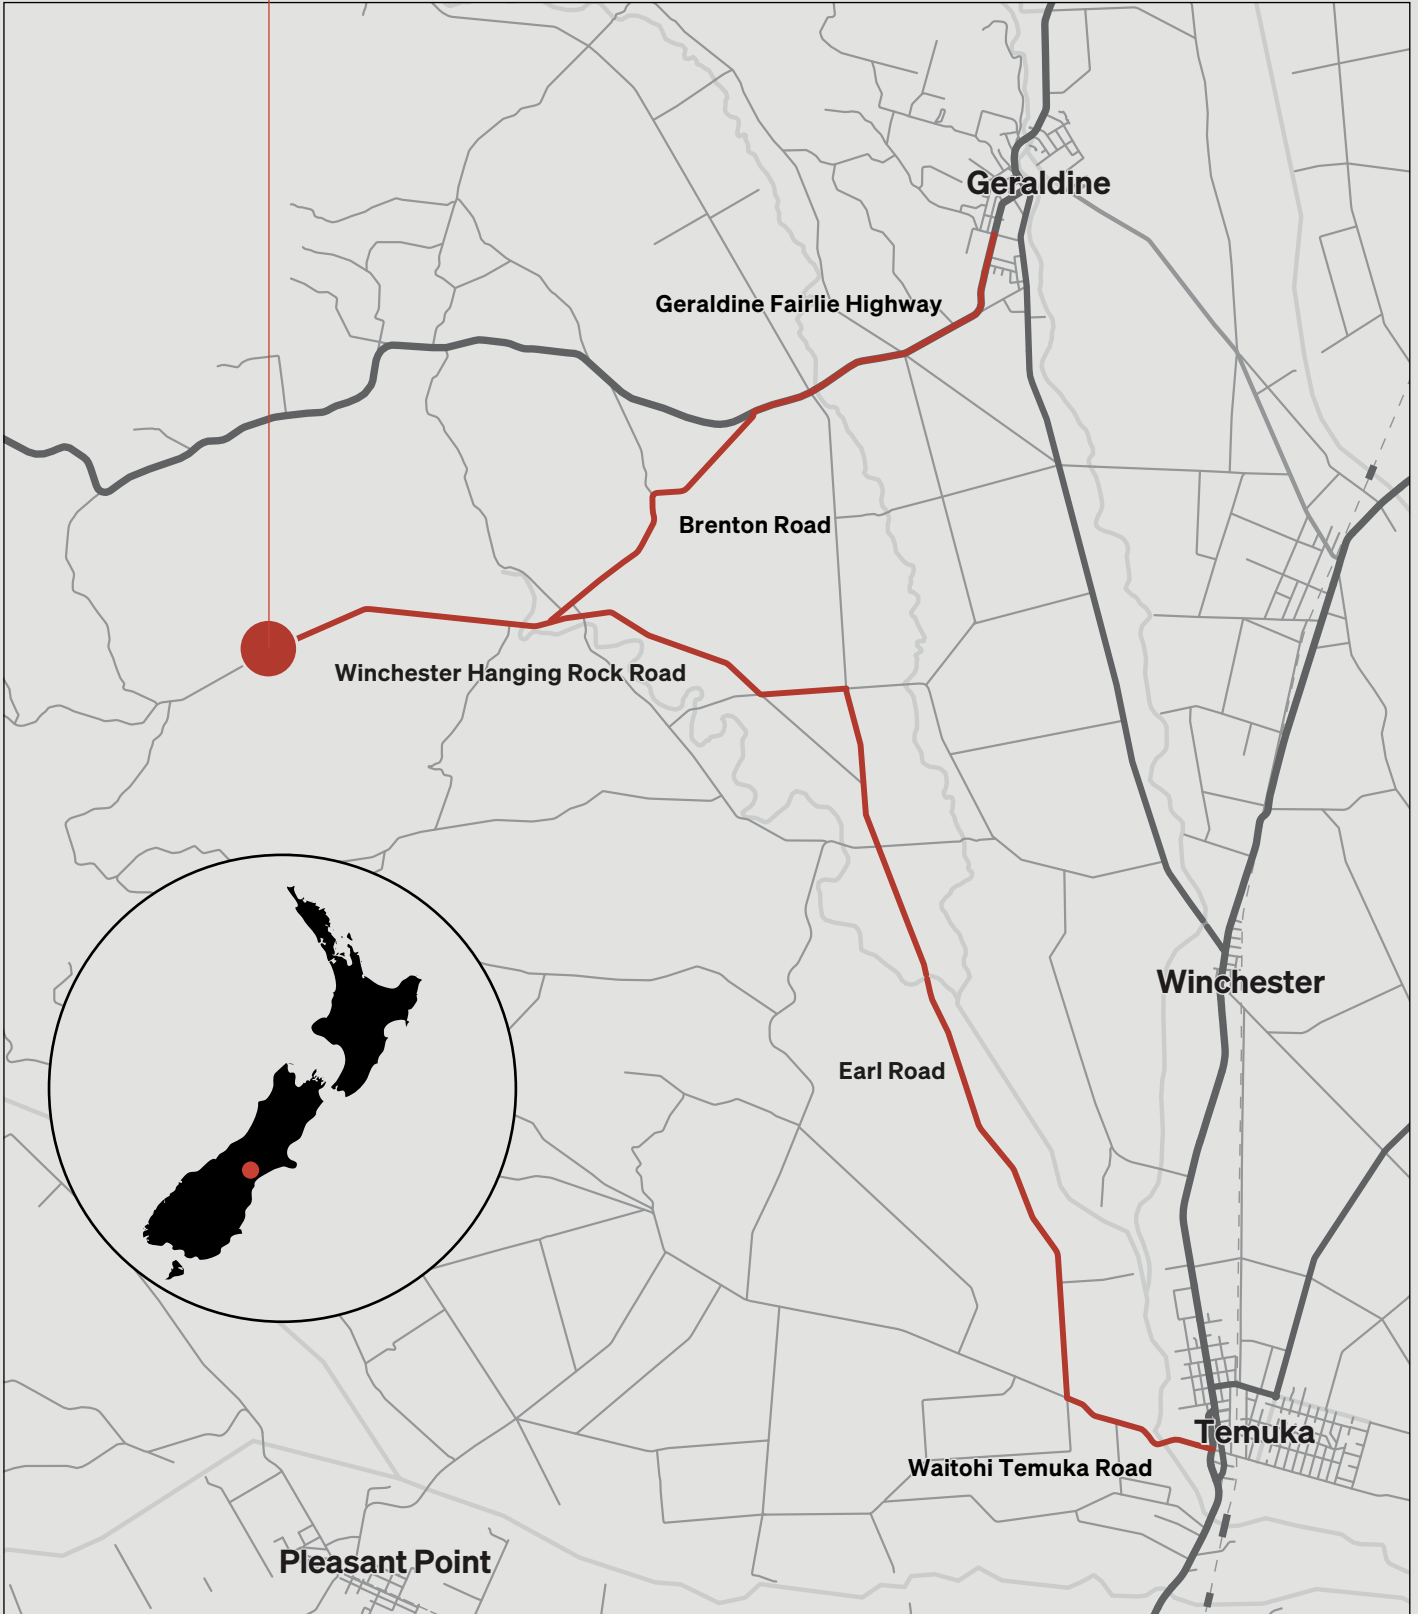 Geraldine
Geraldine Fairlie Highway
Brenton Road
Winchester Hanging Rock Road
Winchester
Earl Road
Temuka
Waitohi Temuka Road
Pleasant Point